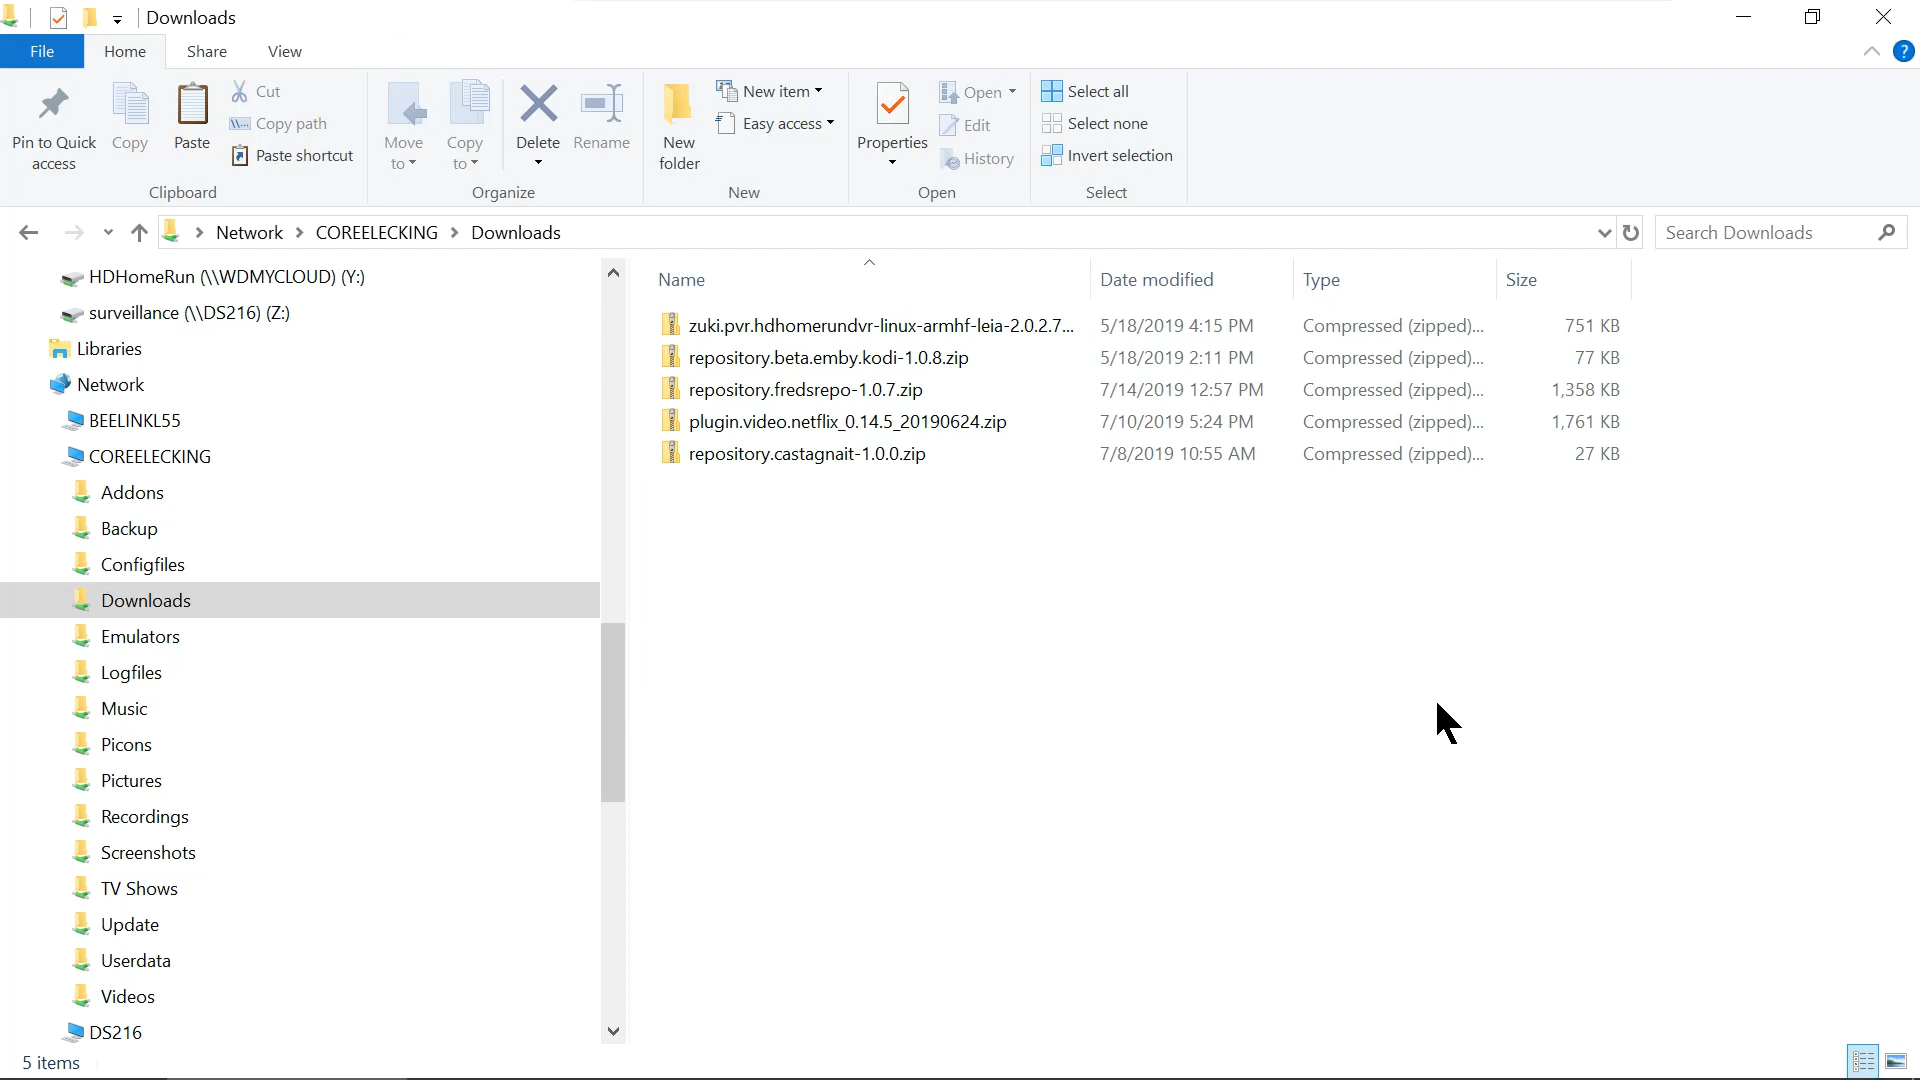 Downloads
File Home Share View
?
Pin to Quick access
Copy
Paste
Cut
Copy path
Paste shortcut
Clipboard
Move to
Copy to
Delete
Rename
Organize
New folder
New item
Easy access
New
Properties
Open
Edit
History
Open
Select all
Select none
Invert selection
Select
Network > COREELECKING > Downloads
Search Downloads
HDHomeRun (\\WDMYCLOUD) (Y:)
surveillance (\\DS216) (Z:)
Libraries
Network
BEELINKL55
COREELECKING
Addons
Backup
Configfiles
Downloads
Emulators
Logfiles
Music
Picons
Pictures
Recordings
Screenshots
TV Shows
Update
Userdata
Videos
DS216
Name Date modified Type Size
zuki.pvr.hdhomerundvr-linux-armhf-leia-2.0.2.7... 5/18/2019 4:15 PM Compressed (zipped)... 751 KB
repository.beta.emby.kodi-1.0.8.zip 5/18/2019 2:11 PM Compressed (zipped)... 77 KB
repository.fredsrepo-1.0.7.zip 7/14/2019 12:57 PM Compressed (zipped)... 1,358 KB
plugin.video.netflix_0.14.5_20190624.zip 7/10/2019 5:24 PM Compressed (zipped)... 1,761 KB
repository.castagnait-1.0.0.zip 7/8/2019 10:55 AM Compressed (zipped)... 27 KB
5 items